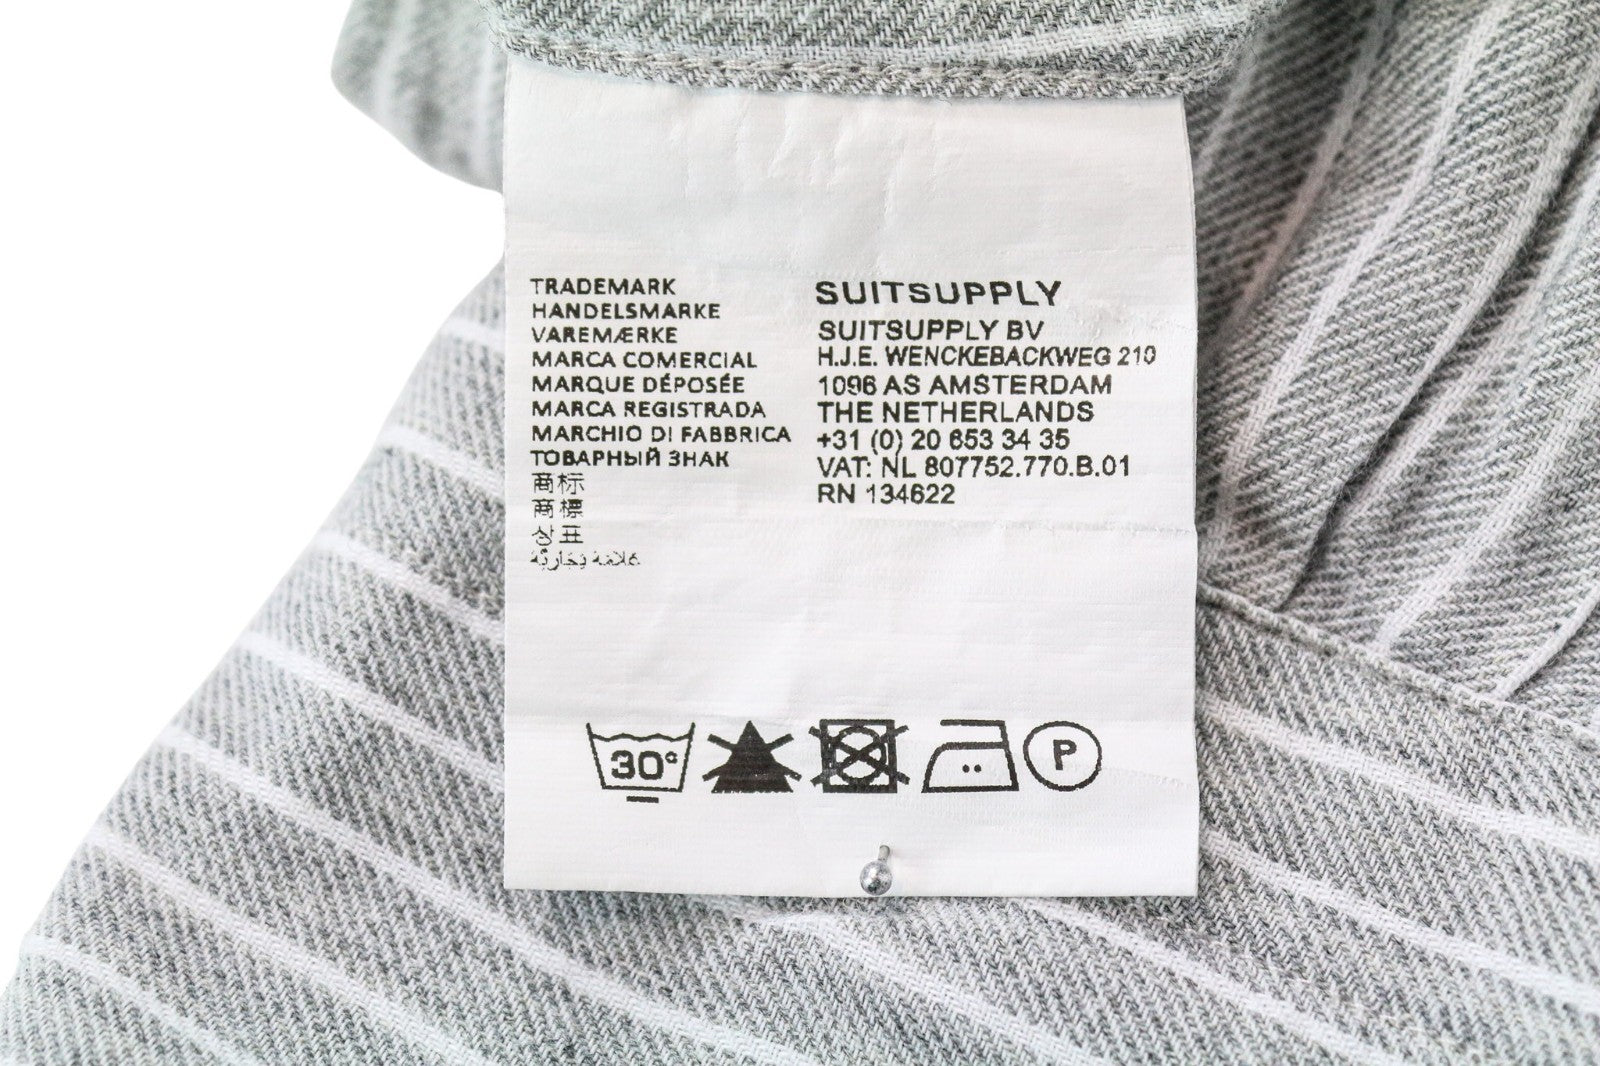 TRADEMARK
HANDELSMARKE
VAREMÆRKE
MARCA COMERCIAL
MARQUE DÉPOSÉE
MARCA REGISTRADA
MARCHIO DI FABBRICA
ТОВАРНЫЙ ЗНАК
商标
商標
상표
علامة تجارية
SUITSUPPLY
SUITSUPPLY BV
H.J.E. WENCKEBACKWEG 210
1096 AS AMSTERDAM
THE NETHERLANDS
+31 (0) 20 653 34 35
VAT: NL 807752.770.B.01
RN 134622
30°
P